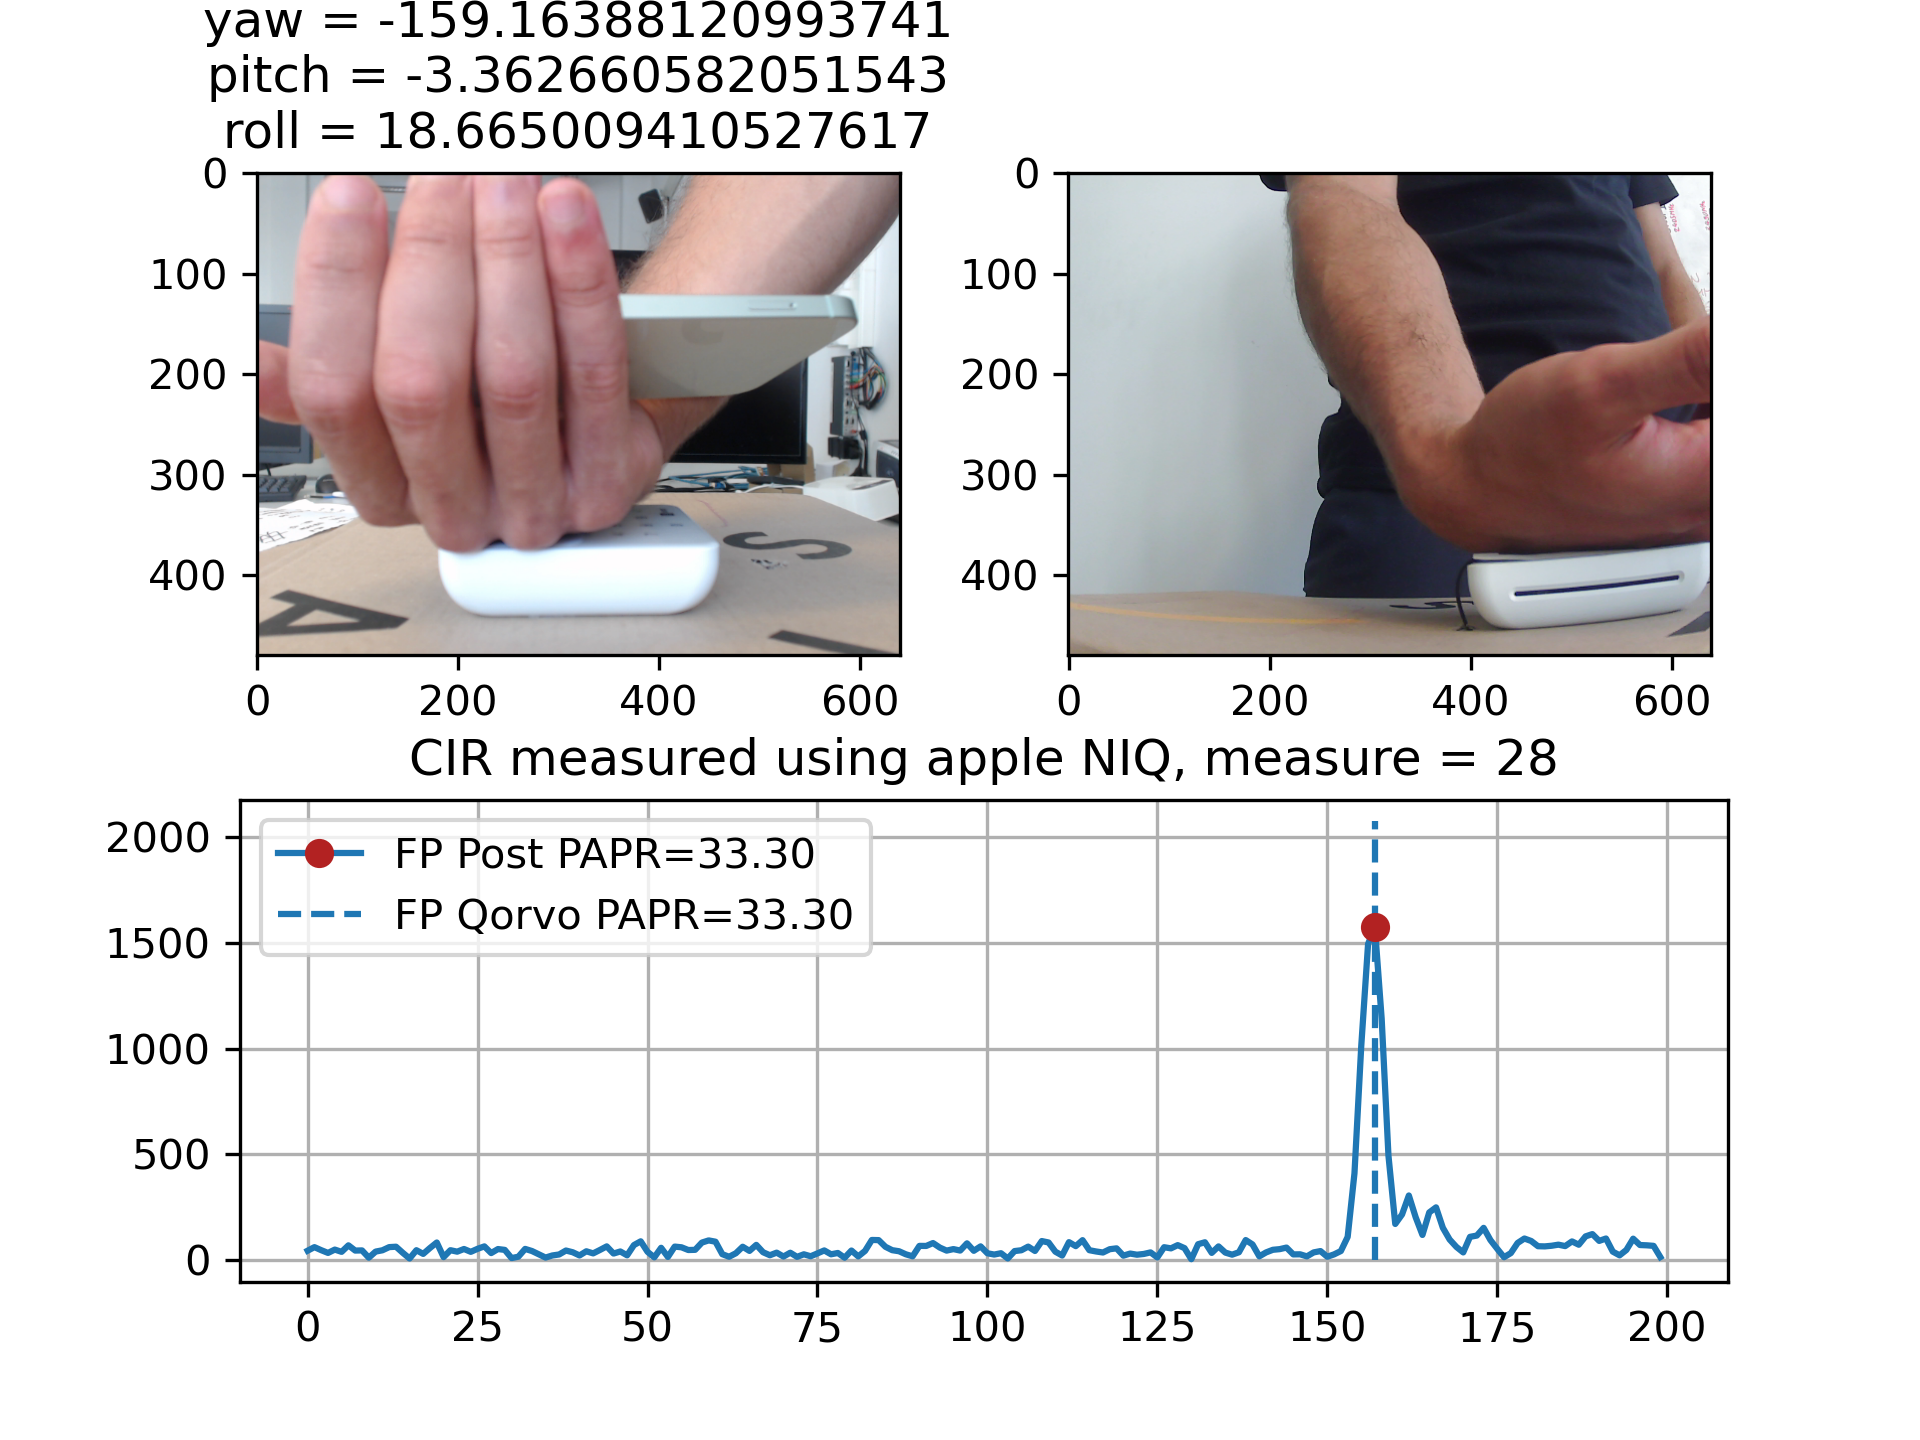 yaw = -159.16388120993741
pitch = -3.3626660582051543
roll = 18.665009410527617
0
100
200
300
400
0 200 400 600
0
100
200
300
400
0 200 400 600
A
S
CIR measured using apple NIQ, measure = 28
2000
1500
1000
500
0
FP Post PAPR=33.30
FP Qorvo PAPR=33.30
0 25 50 75 100 125 150 175 200